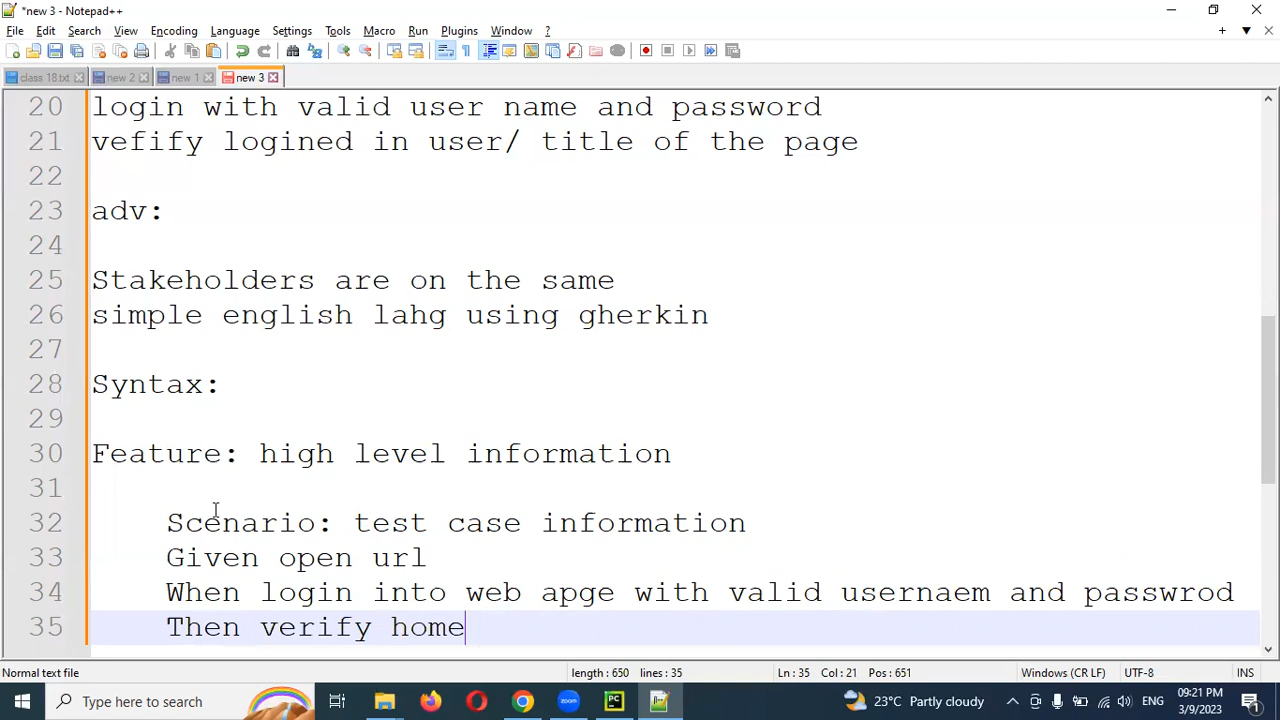 *new 3 - Notepad++
File Edit Search View Encoding Language Settings Tools Macro Run Plugins Window ?
class 18.txt new 2 new 1 new 3
20 login with valid user name and password
21 vefify logined in user/ title of the page
22
23 adv:
24
25 Stakeholders are on the same
26 simple english lahg using gherkin
27
28 Syntax:
29
30 Feature: high level information
31
32 Scenario: test case information
33 Given open url
34 When login into web apge with valid usernaem and passwrod
35 Then verify home
Normal text file length : 650 lines : 35 Ln : 35 Col : 21 Pos : 651 Windows (CR LF) UTF-8 INS
Type here to search 23°C Partly cloudy ENG 09:21 PM
3/9/2023